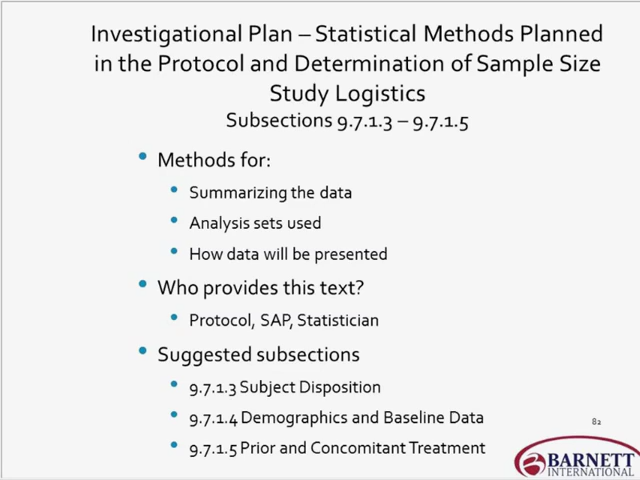 Investigational Plan – Statistical Methods Planned
in the Protocol and Determination of Sample Size
Study Logistics
Subsections 9.7.1.3 – 9.7.1.5
• Methods for:
• Summarizing the data
• Analysis sets used
• How data will be presented
• Who provides this text?
• Protocol, SAP, Statistician
• Suggested subsections
• 9.7.1.3 Subject Disposition
• 9.7.1.4 Demographics and Baseline Data
• 9.7.1.5 Prior and Concomitant Treatment
82
BARNETT
INTERNATIONAL